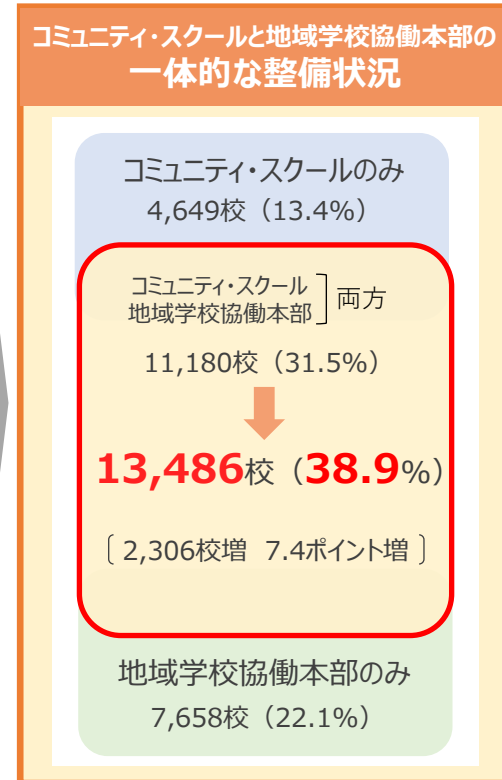 コミュニティ・スクールと地域学校協働本部の
一体的な整備状況
コミュニティ・スクールのみ
4,649校（13.4%）
コミュニティ・スクール
地域学校協働本部
両方
11,180校（31.5%）
13,486校（38.9%）
〔 2,306校増 7.4ポイント増 〕
地域学校協働本部のみ
7,658校（22.1%）